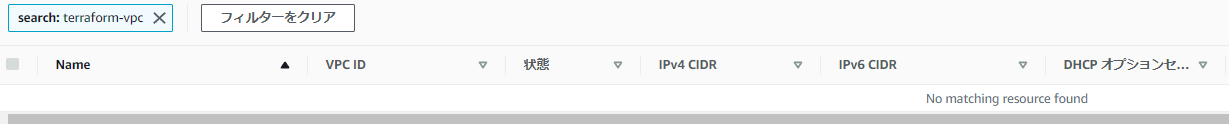 search: terraform-vpc フィルターをクリア
Name VPC ID 状態 IPv4 CIDR IPv6 CIDR DHCP オプションセ...
No matching resource found